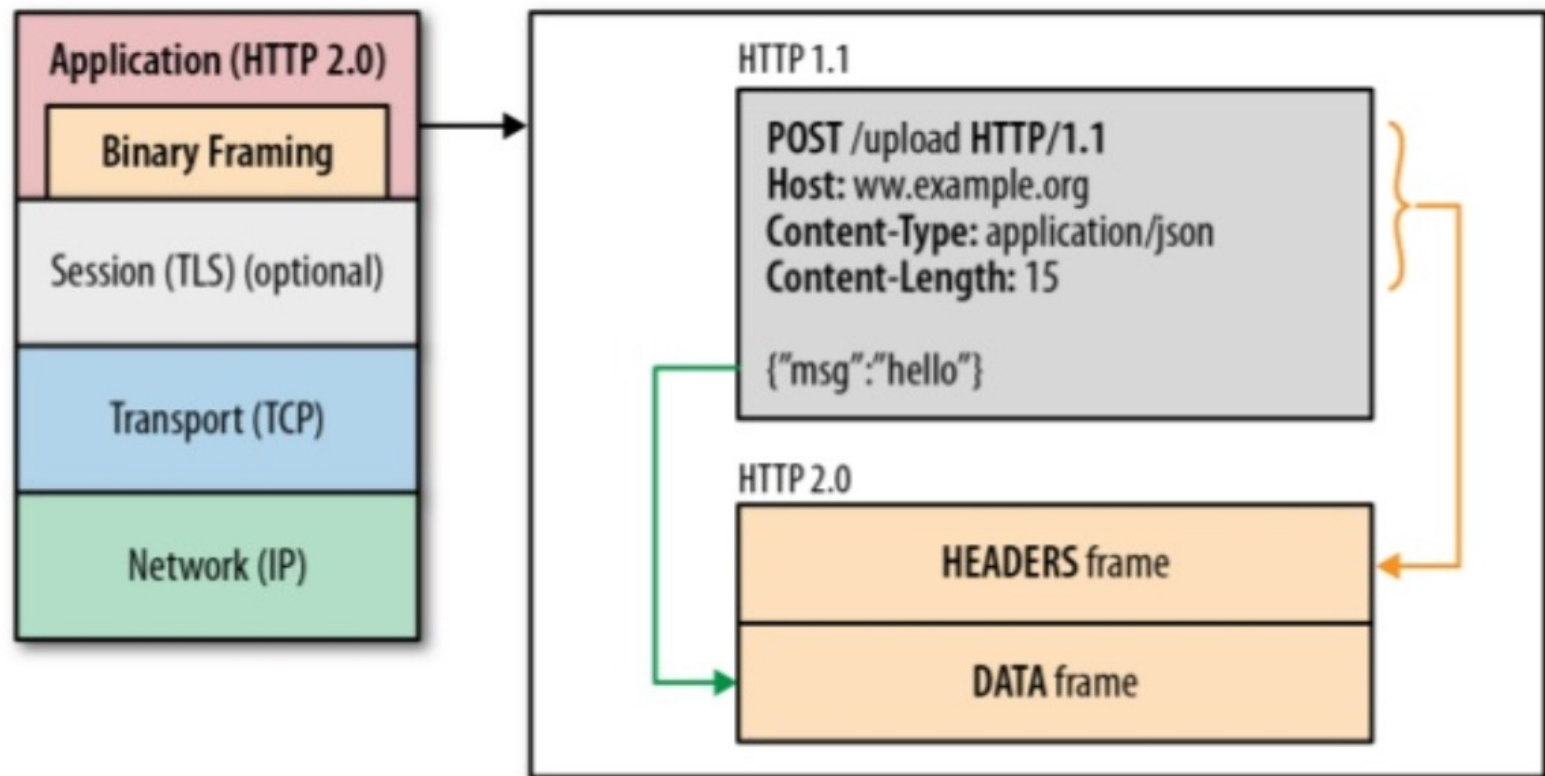 Application (HTTP 2.0)
Binary Framing
Session (TLS) (optional)
Transport (TCP)
Network (IP)
HTTP 1.1
POST /upload HTTP/1.1
Host: ww.example.org
Content-Type: application/json
Content-Length: 15
{"msg":"hello"}
HTTP 2.0
HEADERS frame
DATA frame